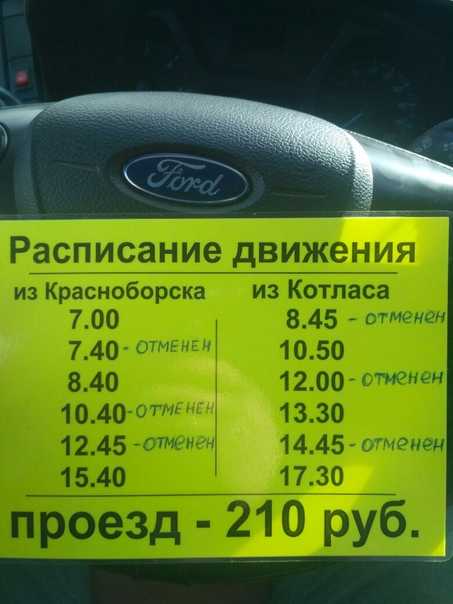 Ford
Расписание движения
из Красноборска
7.00
7.40 - ОТМЕНЕН
8.40
10.40 - ОТМЕНЕН
12.45 - ОТМЕНЕН
15.40
из Котласа
8.45 - ОТМЕНЕН
10.50
12.00 - ОТМЕНЕН
13.30
14.45 - ОТМЕНЕН
17.30
проезд - 210 руб.